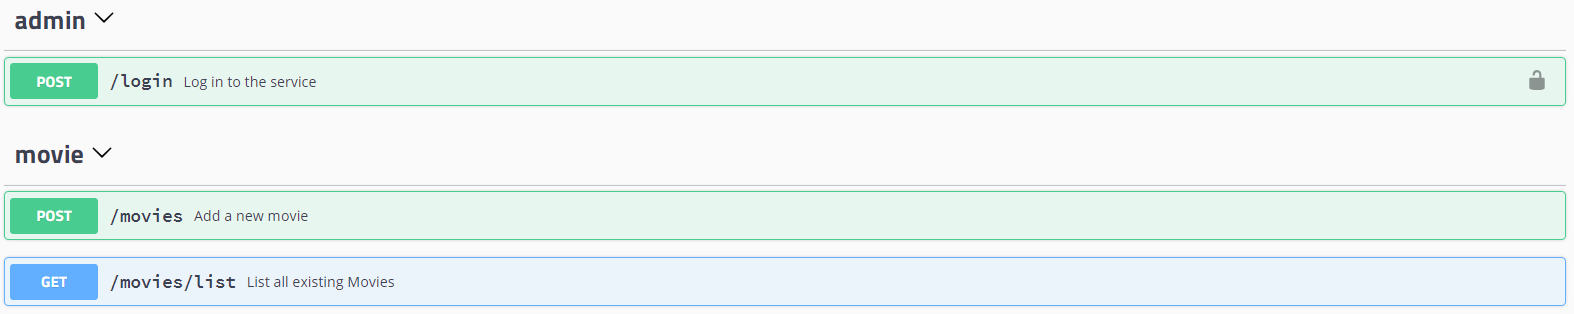 admin
POST /login Log in to the service
movie
POST /movies Add a new movie
GET /movies/list List all existing Movies